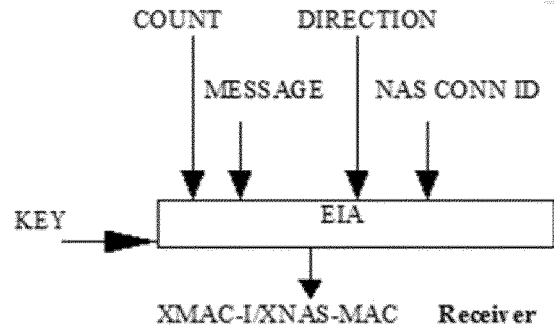 COUNT DIRECTION
MESSAGE NAS CONN ID
EIA
KEY
XMAC-I/XNAS-MAC Receiver